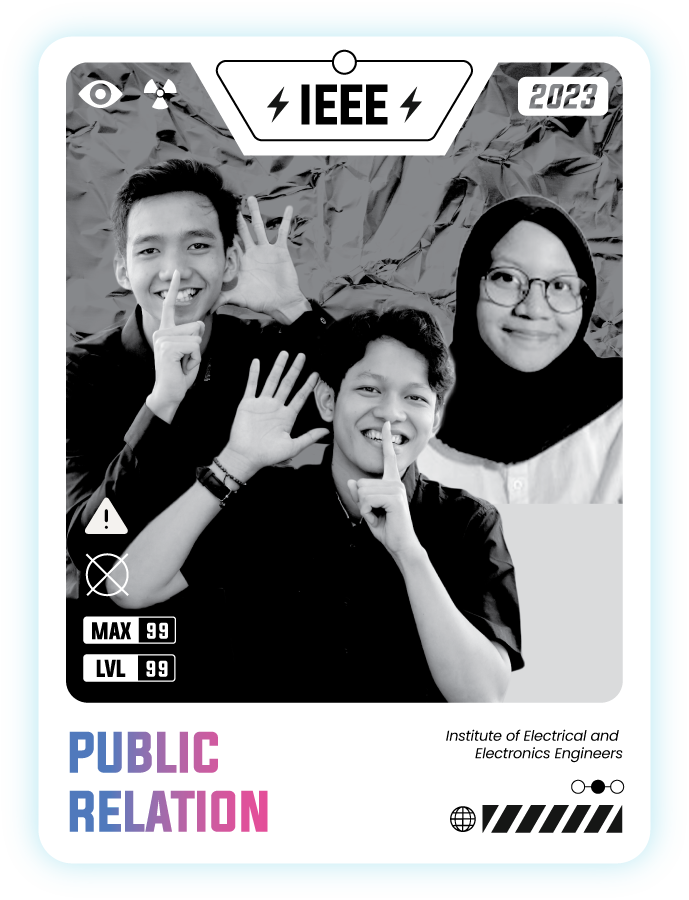 IEEE
2023
MAX 99
LVL 99
PUBLIC
RELATION
Institute of Electrical and
Electronics Engineers